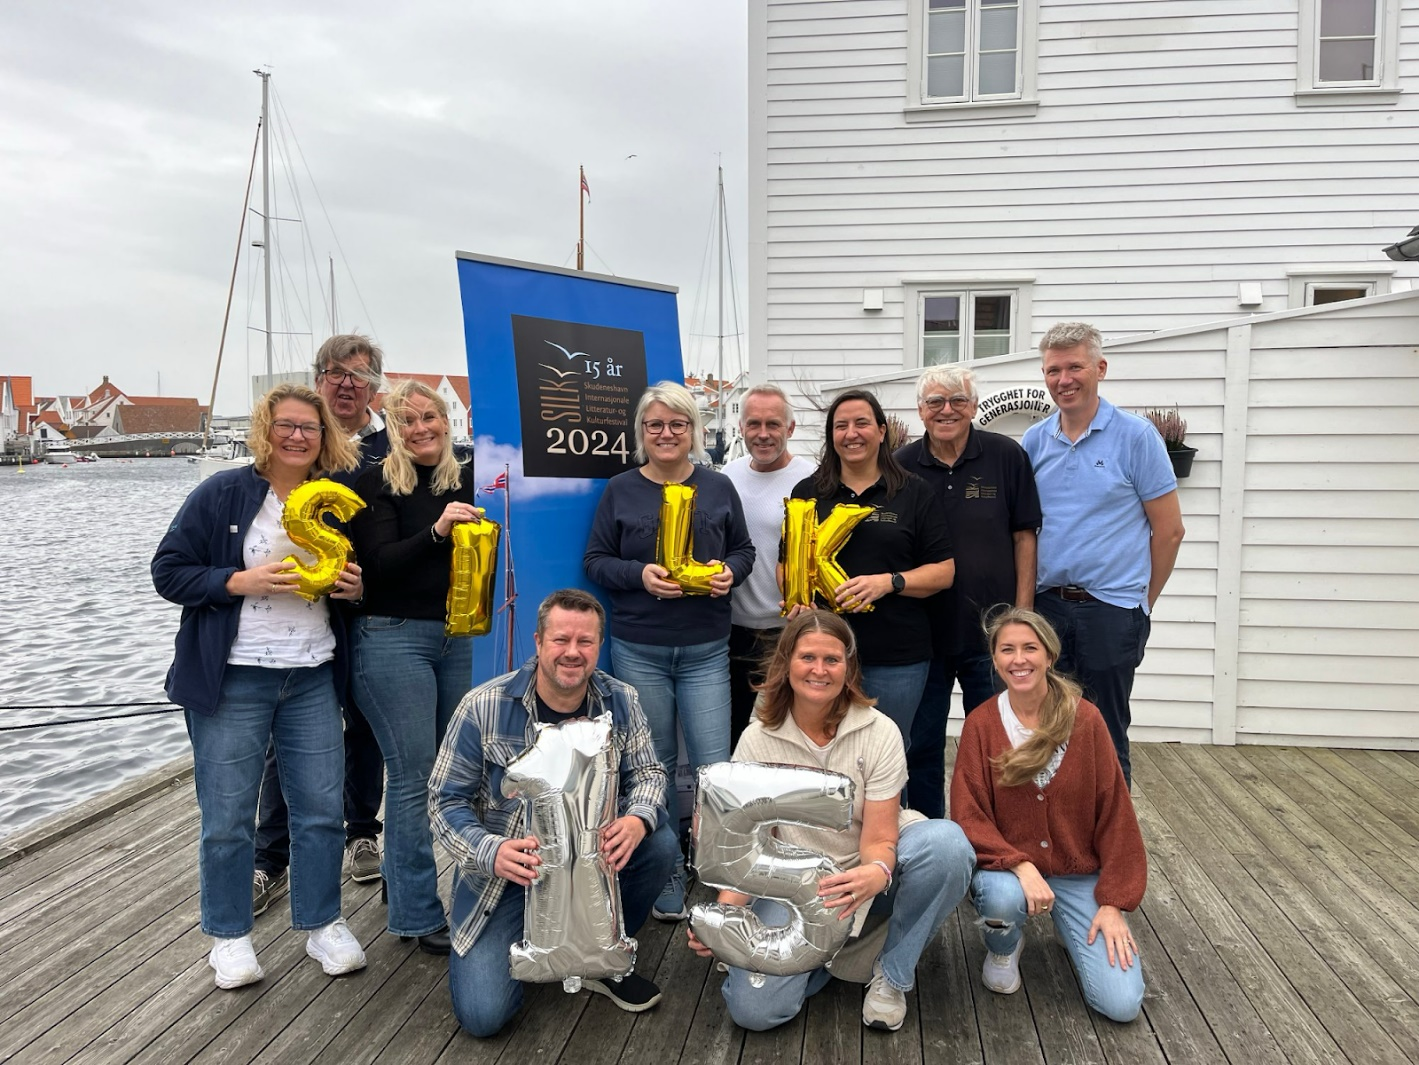 15 år
SILK
Skudeneshavn
Internasjonale
Litteratur- og
Kulturfestival
2024
TRYGGHET FOR
GENERASJONER
S I L K
15